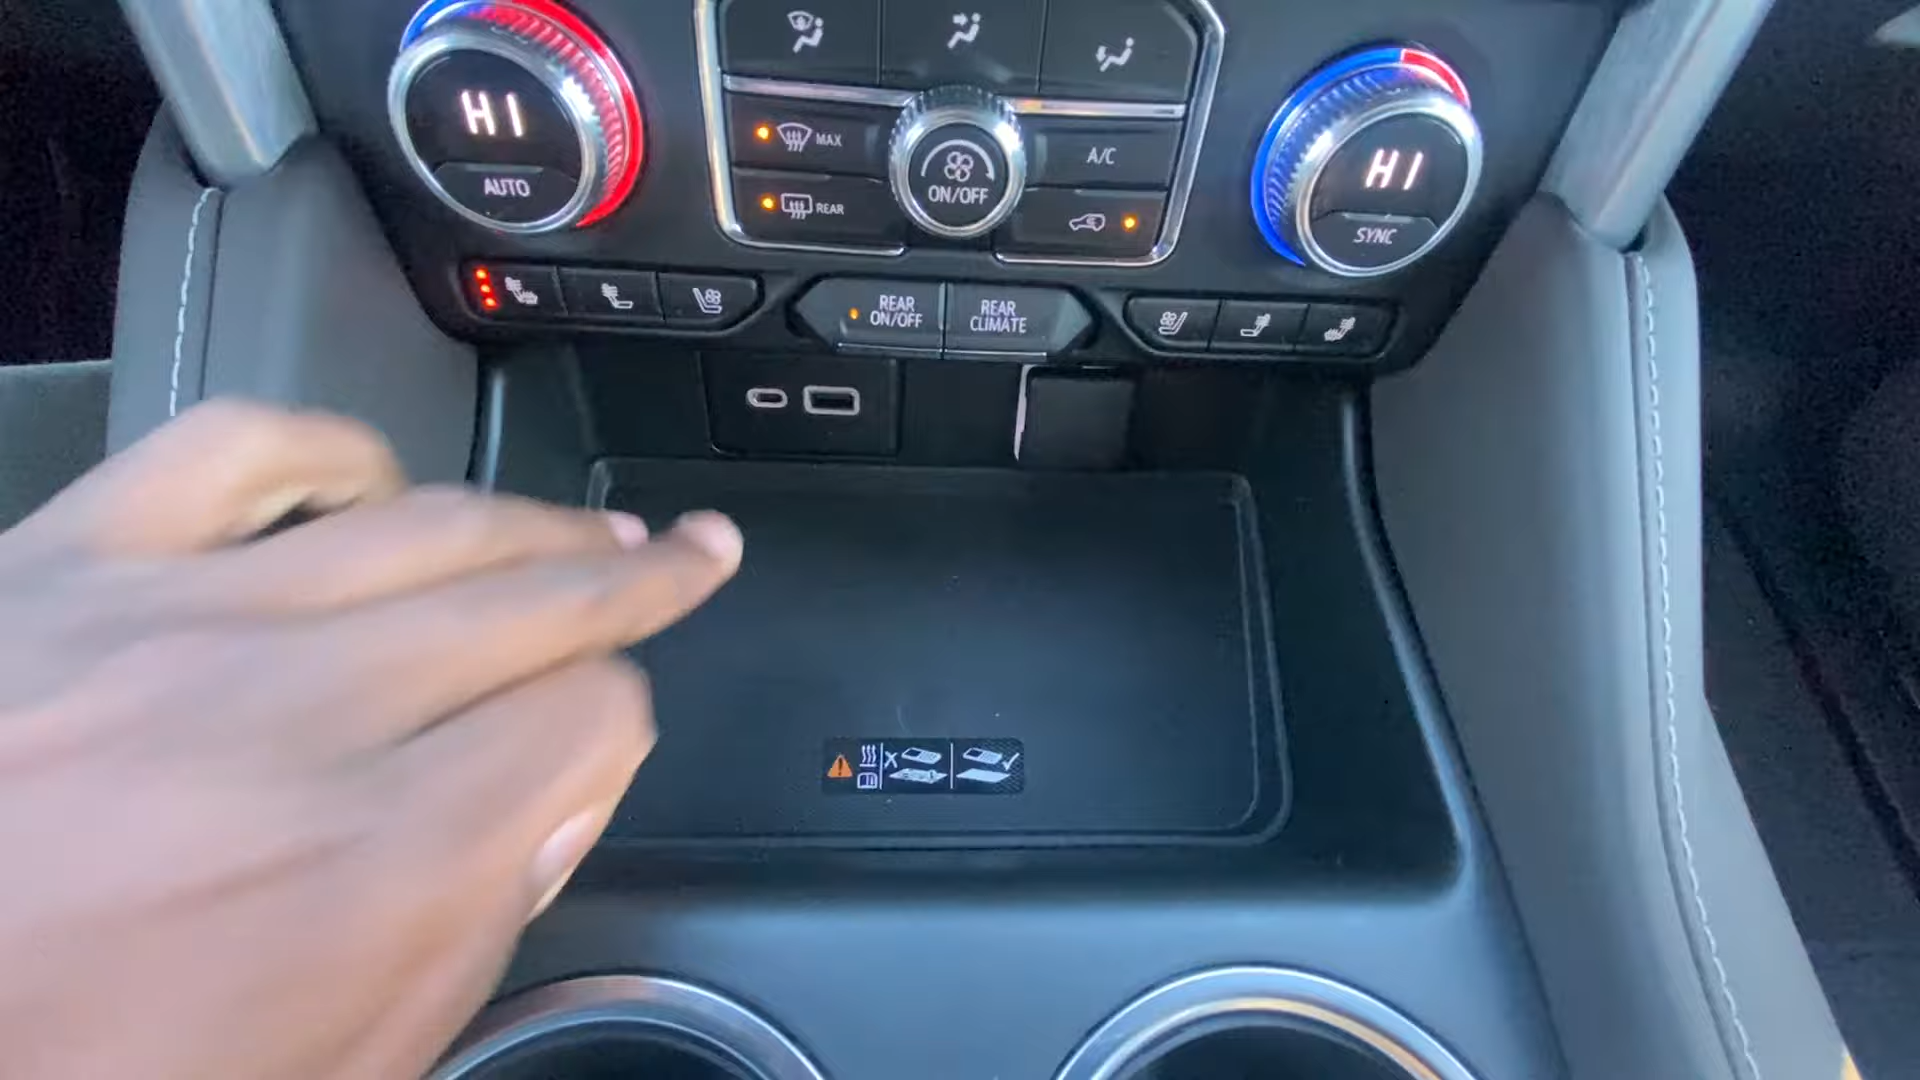 HI
AUTO
MAX
REAR
ON/OFF
A/C
HI
SYNC
REAR
ON/OFF
REAR
CLIMATE